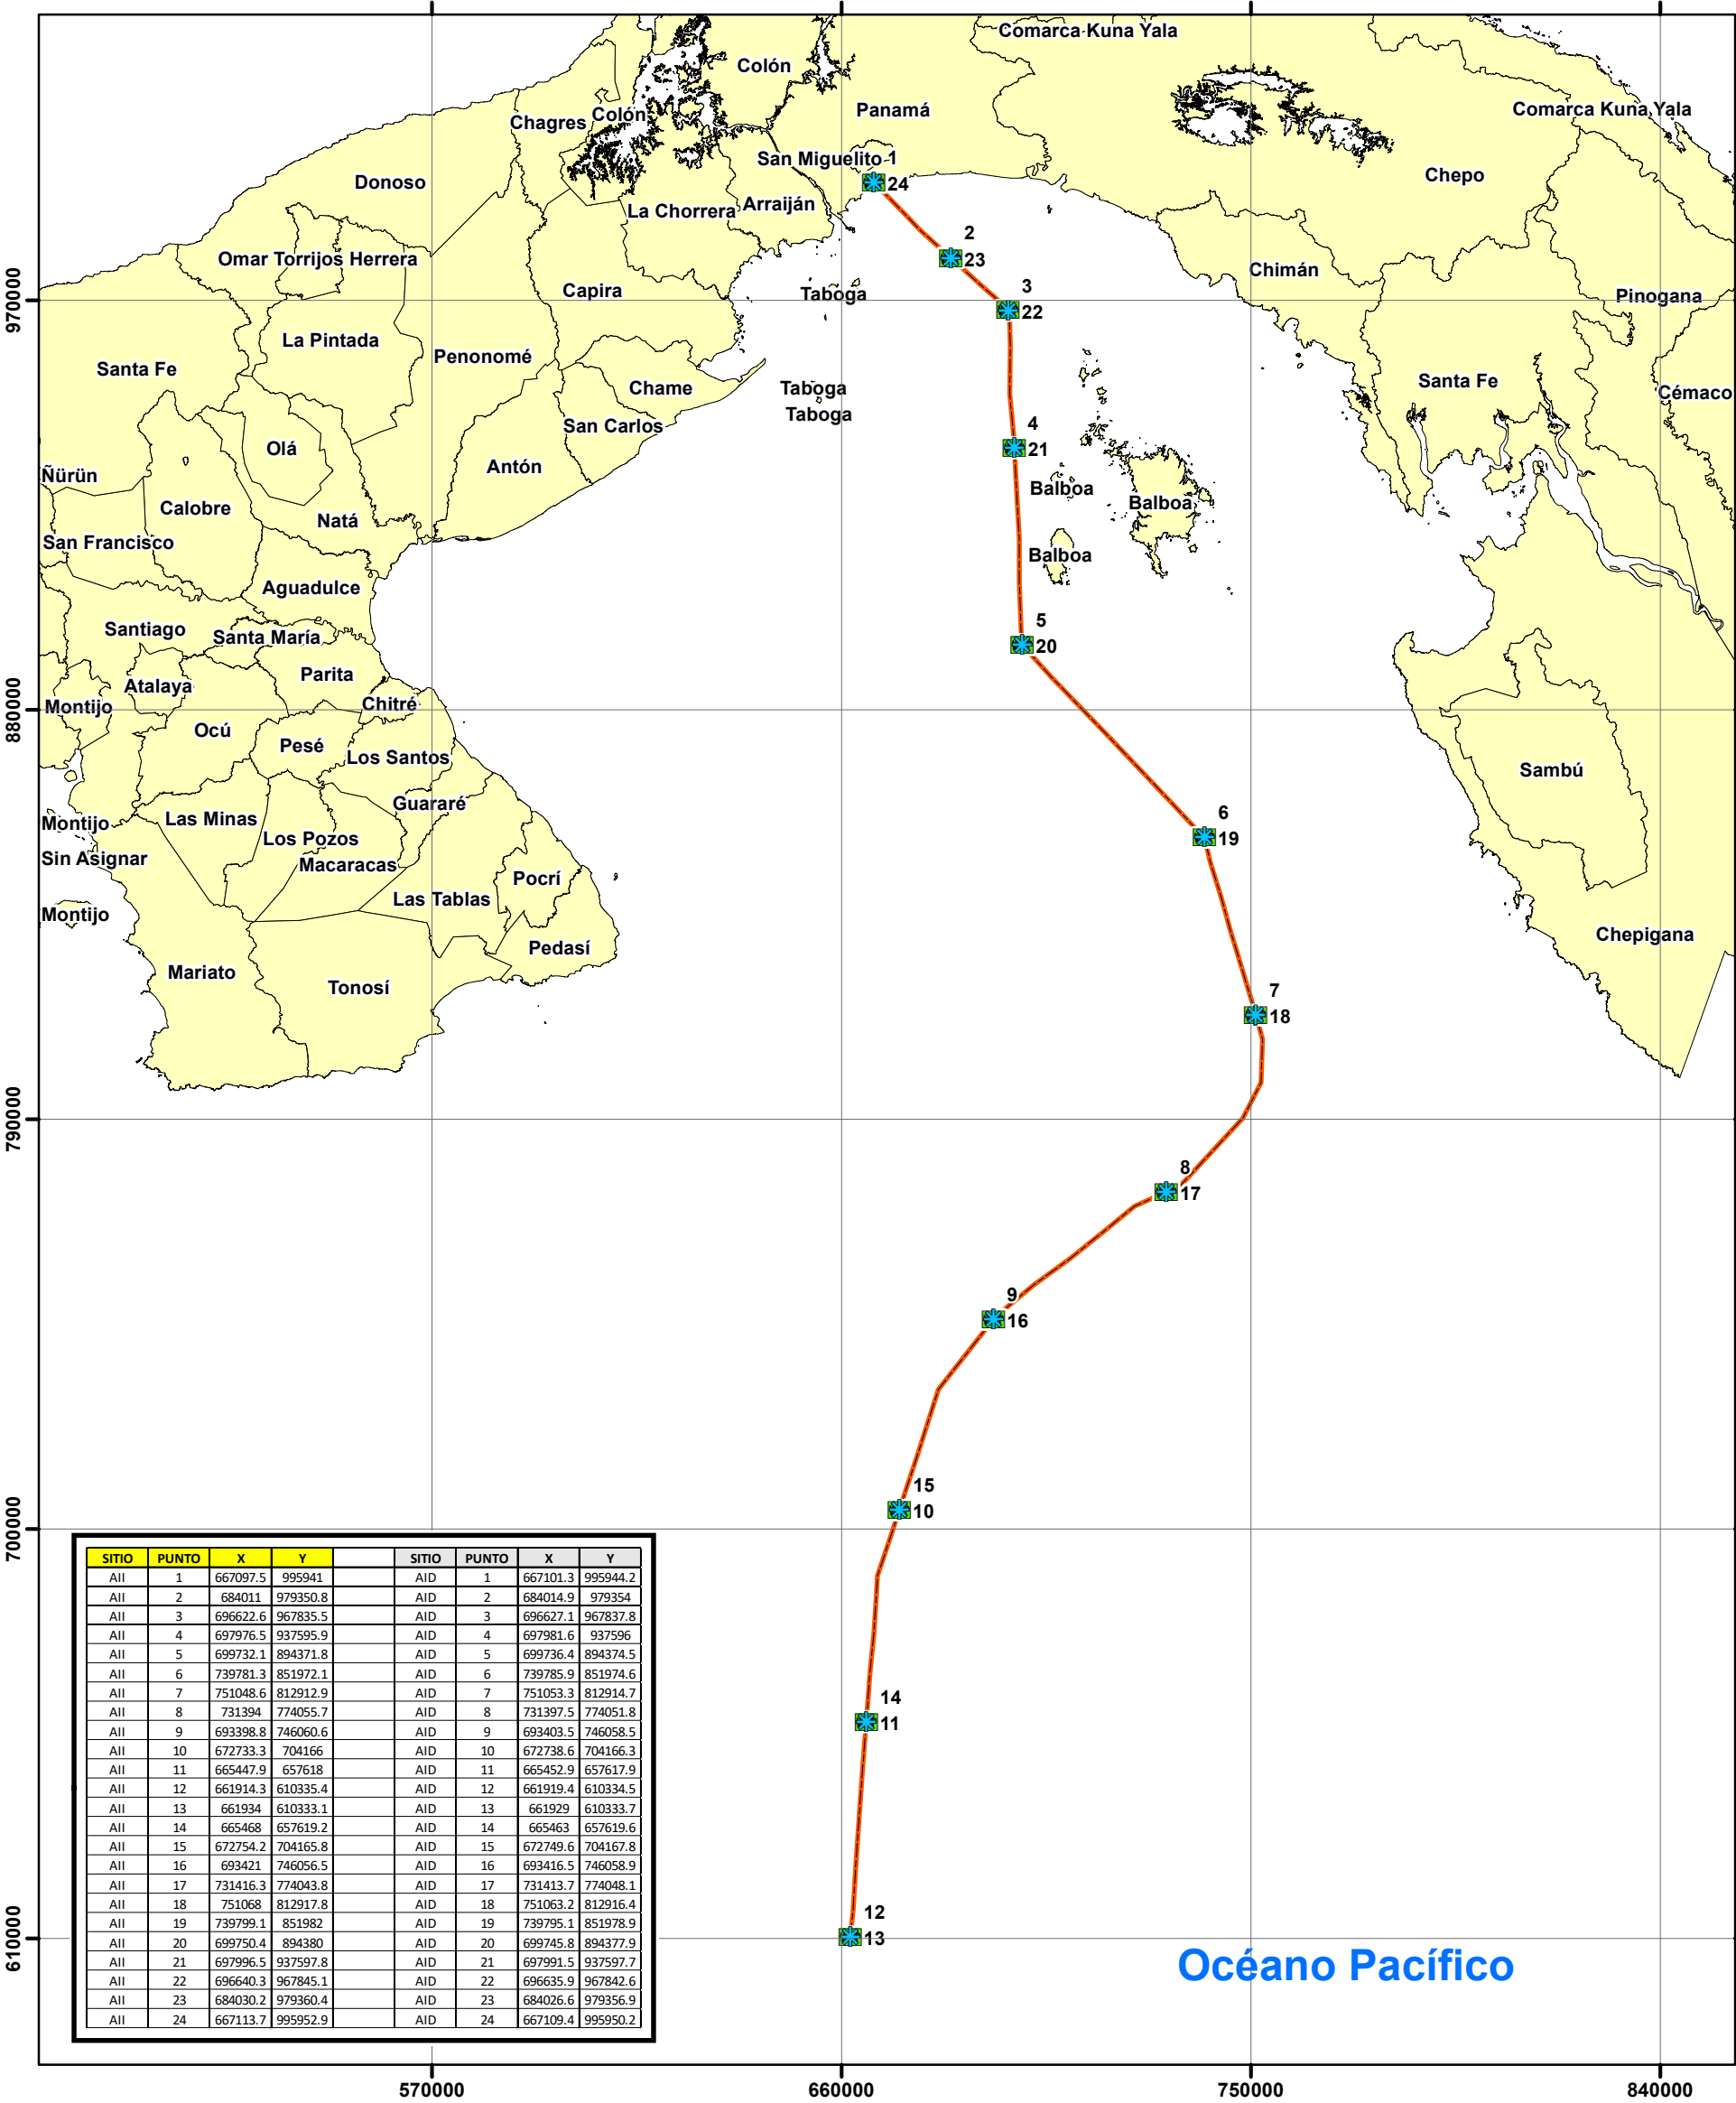 Comarca Kuna Yala
Colón
Panamá
Comarca Kuna Yala
Chagres
Colón
San Miguelito
1
24
Donoso
Chepo
La Chorrera
Arraiján
2
23
Omar Torrijos Herrera
Chimán
Capira
Taboga
3
22
Pinogana
970000
La Pintada
Penonomé
Santa Fe
Chame
Taboga
Taboga
Santa Fe
Cémaco
San Carlos
4
21
Olá
Antón
Ñürün
Calobre
Natá
Balboa
Balboa
San Francisco
Balboa
Aguadulce
Santiago
Santa María
5
20
Parita
Atalaya
Chitré
Montijo
880000
Ocú
Pesé
Los Santos
Sambú
Guararé
Montijo
Las Minas
Los Pozos
6
19
Sin Asignar
Macaracas
Pocrí
Las Tablas
Montijo
Chepigana
Pedasí
Mariato
Tonosí
7
18
790000
8
17
9
16
15
10
700000
14
11
12
13
610000
SITIO PUNTO X Y SITIO PUNTO X Y
AII 1 667097.5 995941 AID 1 667101.3 995944.2
AII 2 684011 979350.8 AID 2 684014.9 979354
AII 3 696622.6 967835.5 AID 3 696627.1 967837.8
AII 4 697976.5 937595.9 AID 4 697981.6 937596
AII 5 699732.1 894371.8 AID 5 699736.4 894374.5
AII 6 739781.3 851972.1 AID 6 739785.9 851974.6
AII 7 751048.6 812912.9 AID 7 751053.3 812914.7
AII 8 731394 774055.7 AID 8 731397.5 774051.8
AII 9 693398.8 746060.6 AID 9 693403.5 746058.5
AII 10 672733.3 704166 AID 10 672738.6 704166.3
AII 11 665447.9 657618 AID 11 665452.9 657617.9
AII 12 661914.3 610335.4 AID 12 661919.4 610334.5
AII 13 661934 610333.1 AID 13 661929 610333.7
AII 14 665468 657619.2 AID 14 665463 657619.6
AII 15 672754.2 704165.8 AID 15 672749.6 704167.8
AII 16 693421 746056.5 AID 16 693416.5 746058.9
AII 17 731416.3 774043.8 AID 17 731413.7 774048.1
AII 18 751068 812917.8 AID 18 751063.2 812916.4
AII 19 739799.1 851982 AID 19 739795.1 851978.9
AII 20 699750.4 894380 AID 20 699745.8 894377.9
AII 21 697996.5 937597.8 AID 21 697991.5 937597.7
AII 22 696640.3 967845.1 AID 22 696635.9 967842.6
AII 23 684030.2 979360.4 AID 23 684026.6 979356.9
AII 24 667113.7 995952.9 AID 24 667109.4 995950.2
Océano Pacífico
570000 660000 750000 840000